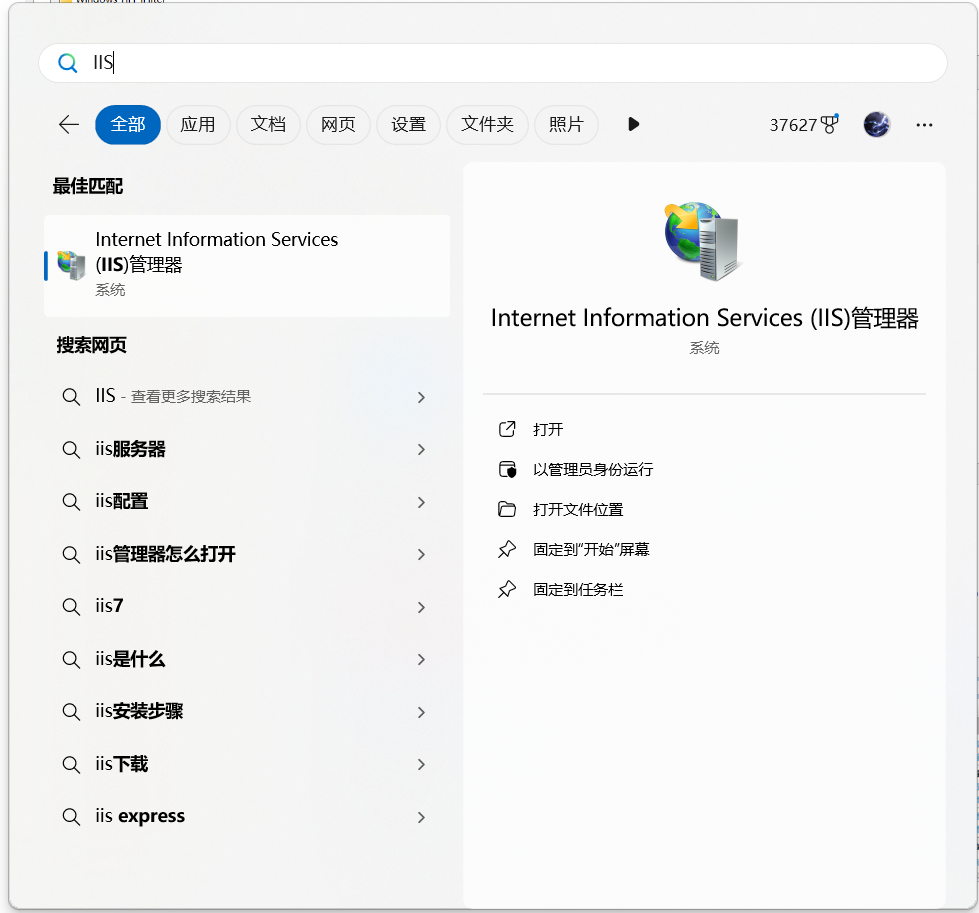 IIS
全部
应用
文档
网页
设置
文件夹
照片
37627
最佳匹配
Internet Information Services
(IIS)管理器
系统
搜索网页
IIS - 查看更多搜索结果
iis服务器
iis配置
iis管理器怎么打开
iis7
iis是什么
iis安装步骤
iis下载
iis express
Internet Information Services (IIS)管理器
系统
打开
以管理员身份运行
打开文件位置
固定到“开始”屏幕
固定到任务栏